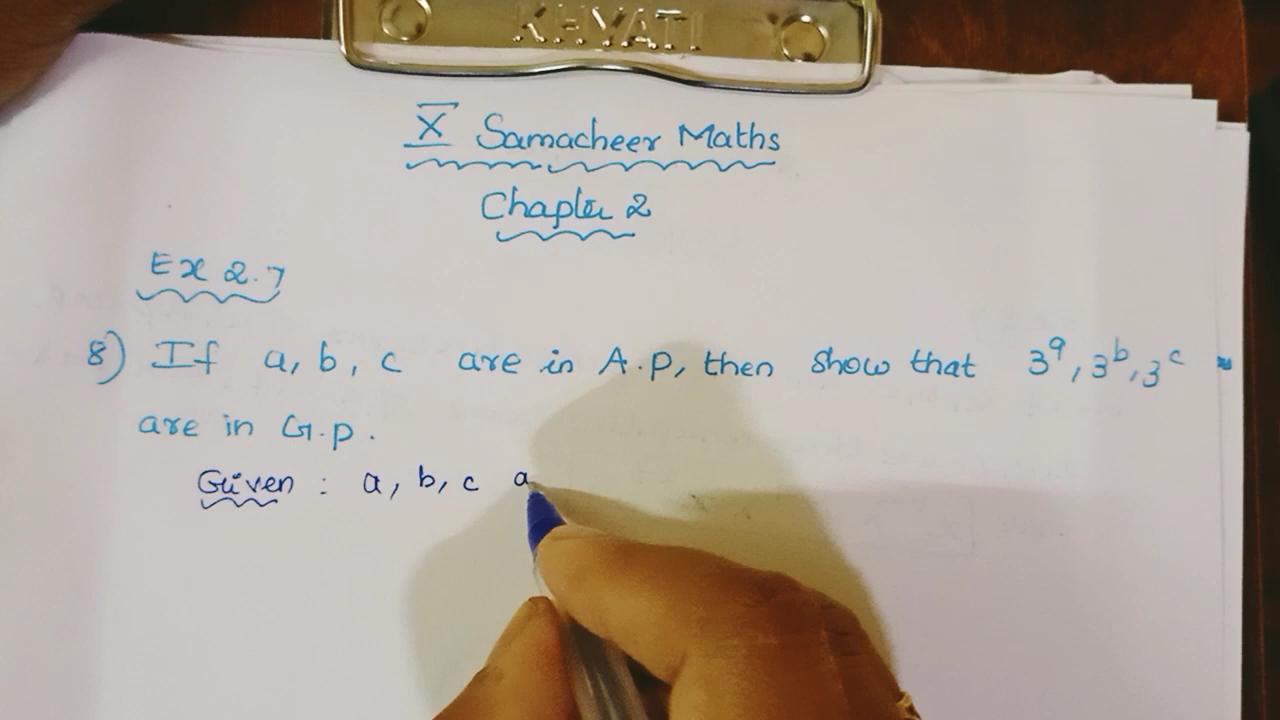 KHYATI
X Samacheer Maths
Chapter 2
Ex 2.7
8) If a, b, c are in A.P, then show that 3ᵃ, 3ᵇ, 3ᶜ
are in G.P.
Given : a, b, c a